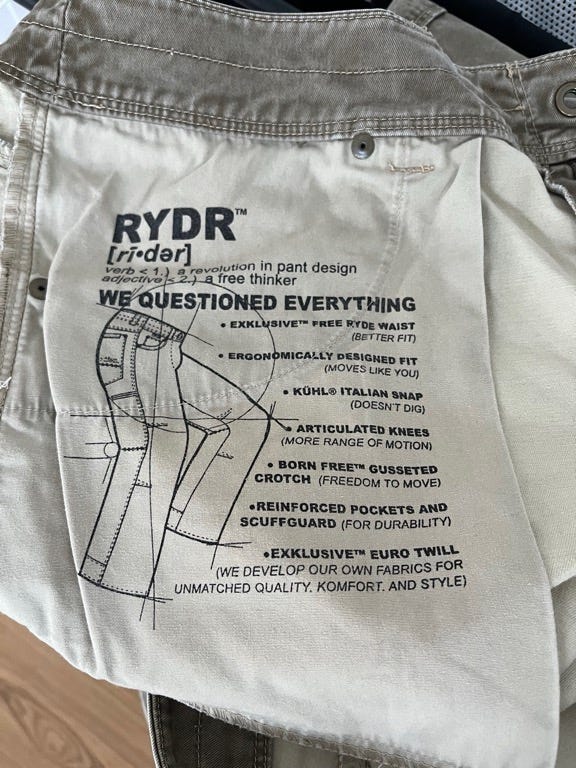 RYDR™
[rī•dər]
verb < 1.) a revolution in pant design
adjective < 2.) a free thinker
WE QUESTIONED EVERYTHING
• EXKLUSIVE™ FREE RYDE WAIST
(BETTER FIT)
• ERGONOMICALLY DESIGNED FIT
(MOVES LIKE YOU)
• KÜHL® ITALIAN SNAP
(DOESN'T DIG)
• ARTICULATED KNEES
(MORE RANGE OF MOTION)
• BORN FREE™ GUSSETED
CROTCH (FREEDOM TO MOVE)
•REINFORCED POCKETS AND
SCUFFGUARD (FOR DURABILITY)
•EXKLUSIVE™ EURO TWILL
(WE DEVELOP OUR OWN FABRICS FOR
UNMATCHED QUALITY, KOMFORT, AND STYLE)